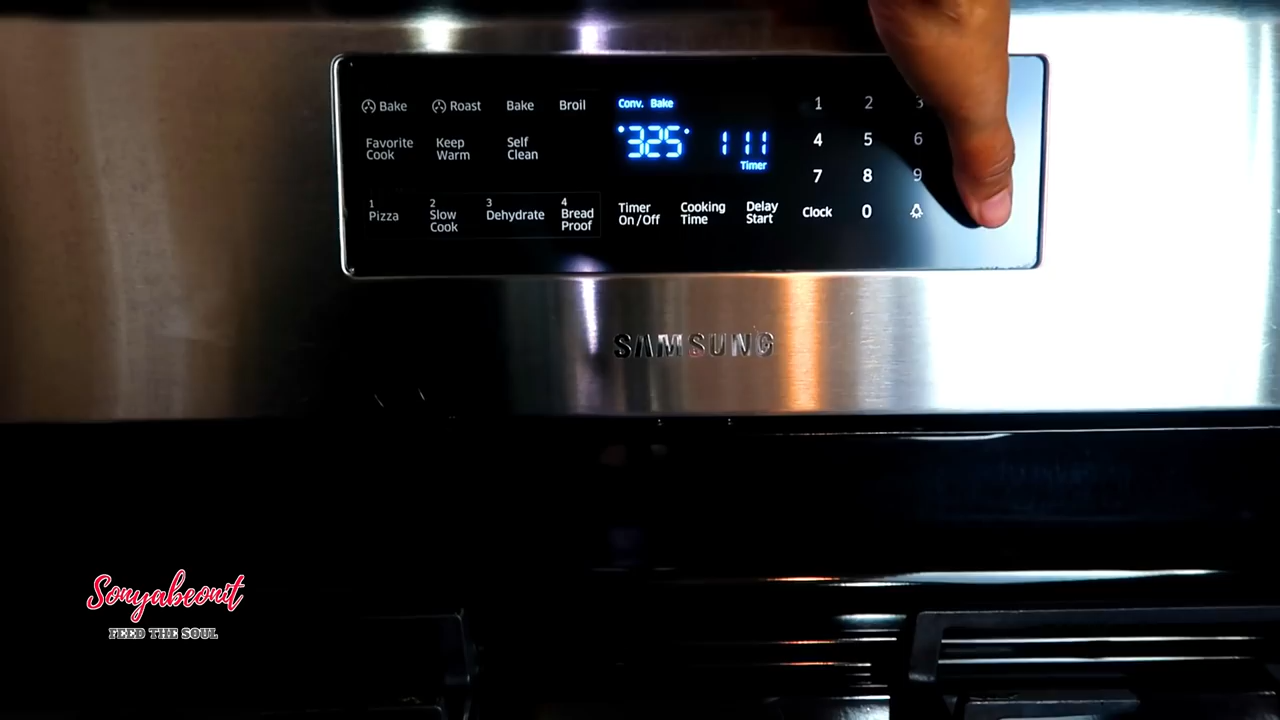 Bake Roast Bake Broil
Favorite Cook Keep Warm Self Clean
1 Pizza 2 Slow Cook 3 Dehydrate 4 Bread Proof
Conv. Bake
325 1 11
Timer
Timer On/Off Cooking Time Delay Start
1 2 3
4 5 6
7 8 9
Clock 0
SAMSUNG
Sonyabeonit
FEED THE SOUL